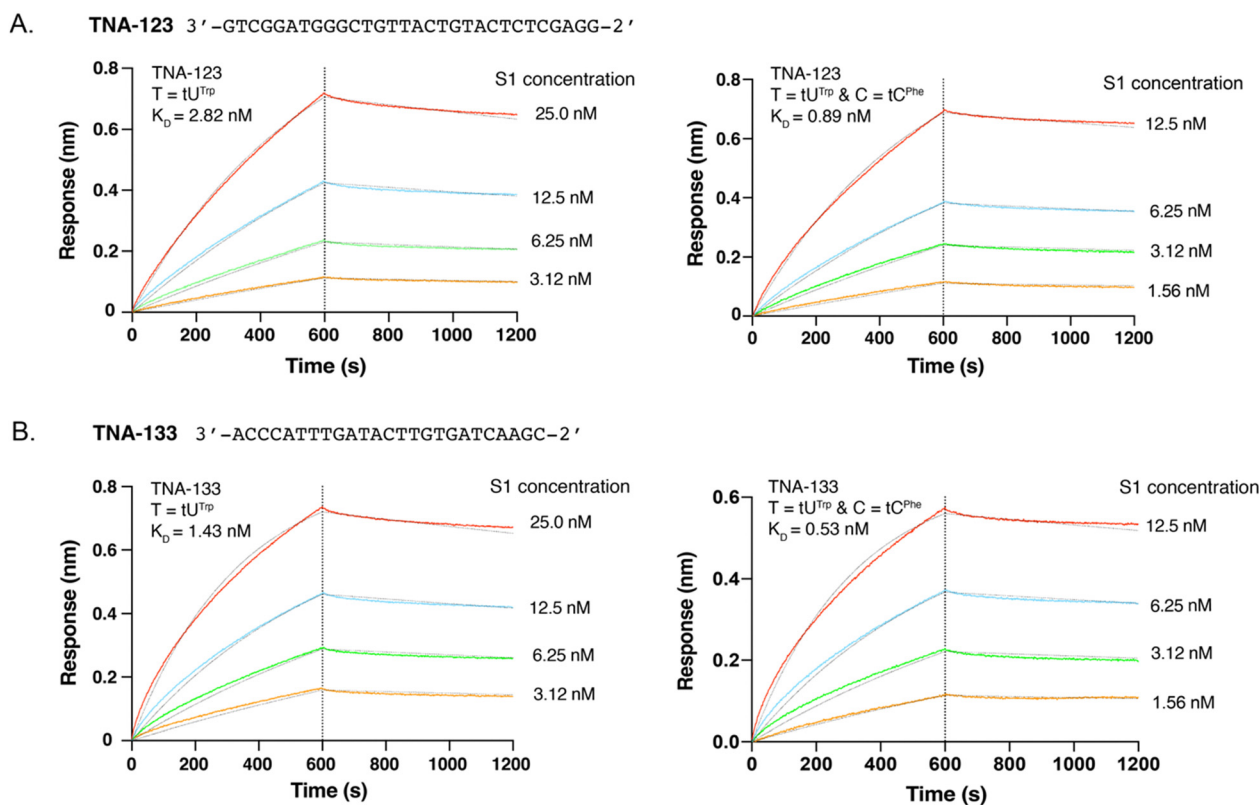 A. TNA-123 3′-GTCGGATGGGCTGTTACTGTACTCTCGAGG-2′
TNA-123
T = tU^Trp
K_D = 2.82 nM
S1 concentration
25.0 nM
12.5 nM
6.25 nM
3.12 nM
Response (nm)
0.8
0.6
0.4
0.2
0
0 200 400 600 800 1000 1200
Time (s)
TNA-123
T = tU^Trp & C = tC^Phe
K_D = 0.89 nM
S1 concentration
12.5 nM
6.25 nM
3.12 nM
1.56 nM
Response (nm)
0.8
0.6
0.4
0.2
0.0
0 200 400 600 800 1000 1200
Time (s)
B. TNA-133 3′-ACCCATTTGATACTTGTGATCAAGC-2′
TNA-133
T = tU^Trp
K_D = 1.43 nM
S1 concentration
25.0 nM
12.5 nM
6.25 nM
3.12 nM
Response (nm)
0.8
0.6
0.4
0.2
0
0 200 400 600 800 1000 1200
Time (s)
TNA-133
T = tU^Trp & C = tC^Phe
K_D = 0.53 nM
S1 concentration
12.5 nM
6.25 nM
3.12 nM
1.56 nM
Response (nm)
0.6
0.4
0.2
0.0
0 200 400 600 800 1000 1200
Time (s)